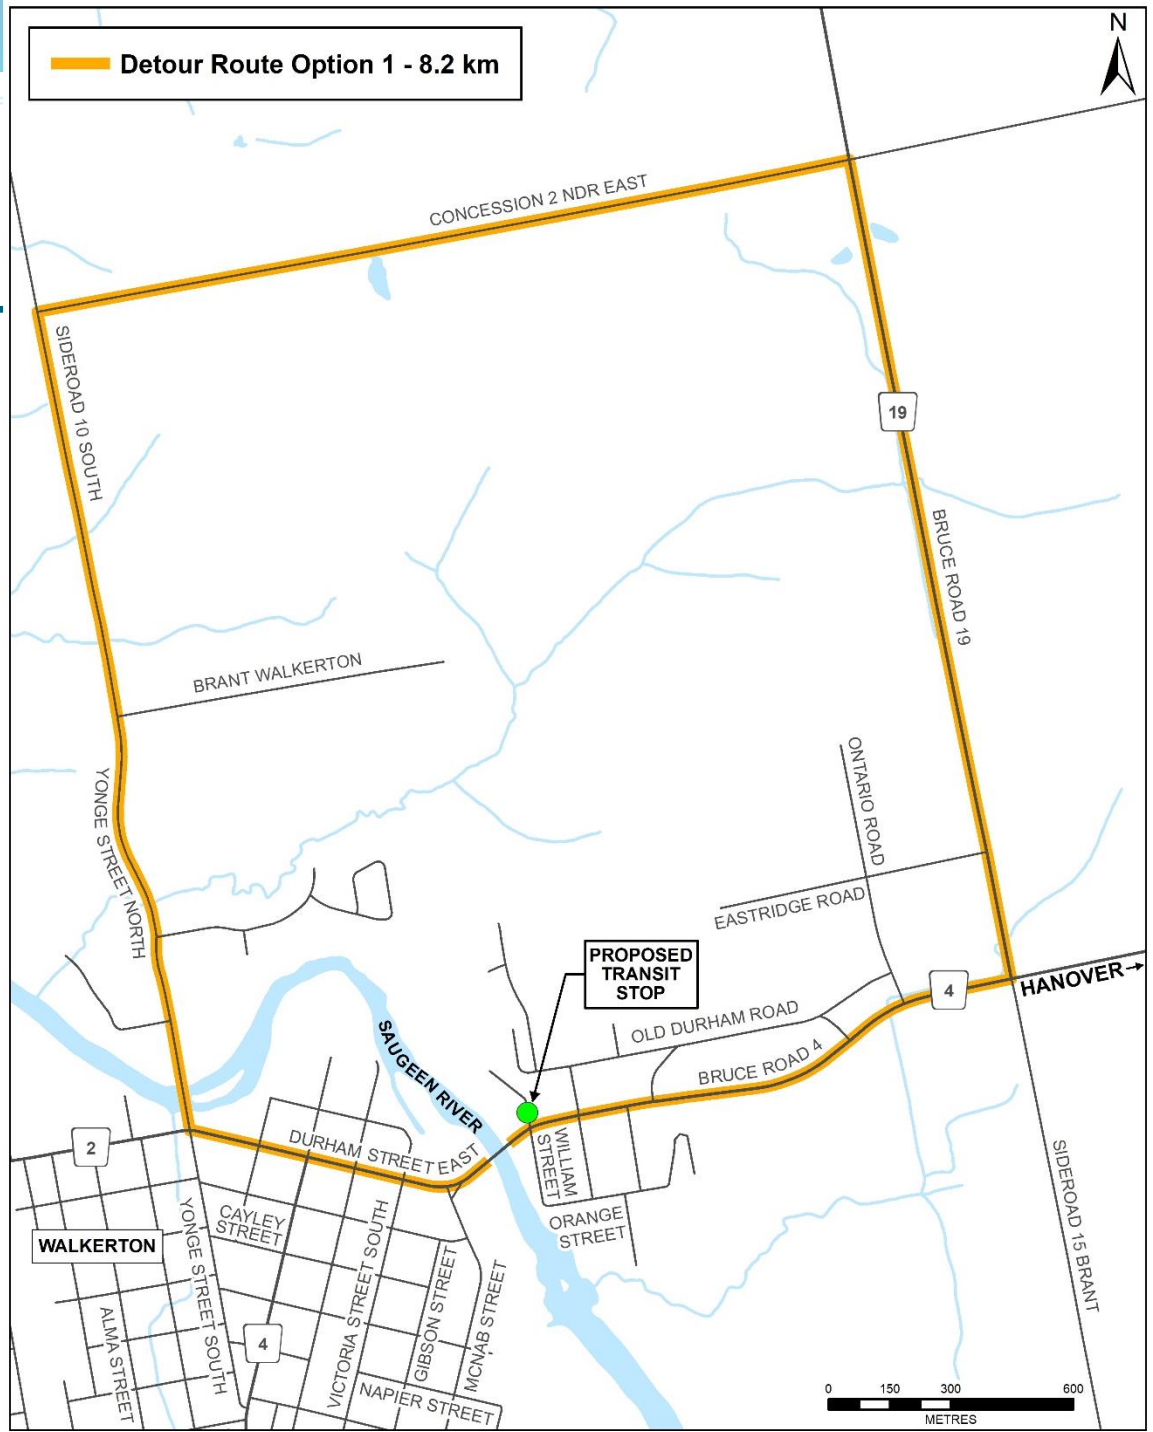 N
Detour Route Option 1 - 8.2 km
CONCESSION 2 NDR EAST
SIDEROAD 10 SOUTH
19
BRUCE ROAD 19
BRANT WALKERTON
YONGE STREET NORTH
ONTARIO ROAD
EASTRIDGE ROAD
PROPOSED
TRANSIT
STOP
4
HANOVER
OLD DURHAM ROAD
SAUGEEN RIVER
BRUCE ROAD 4
2
DURHAM STREET EAST
WILLIAM
STREET
SIDEROAD 15 BRANT
CAYLEY
STREET
ORANGE
STREET
WALKERTON
YONGE STREET SOUTH
VICTORIA STREET SOUTH
GIBSON STREET
MCNAB STREET
ALMA STREET
4
NAPIER STREET
0 150 300 600
METRES